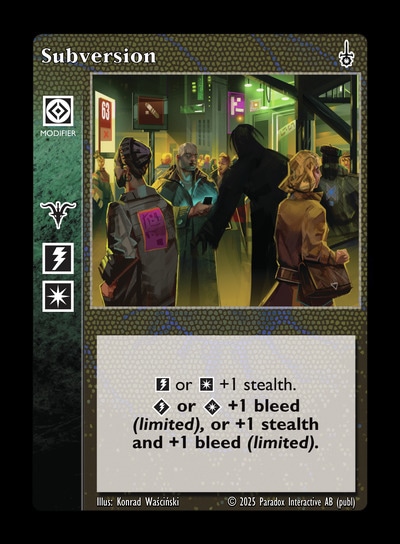 Subversion
63
MODIFIER
or +1 stealth.
or +1 bleed
(limited), or +1 stealth
and +1 bleed (limited).
Illus: Konrad Waściński © 2025 Paradox Interactive AB (publ)